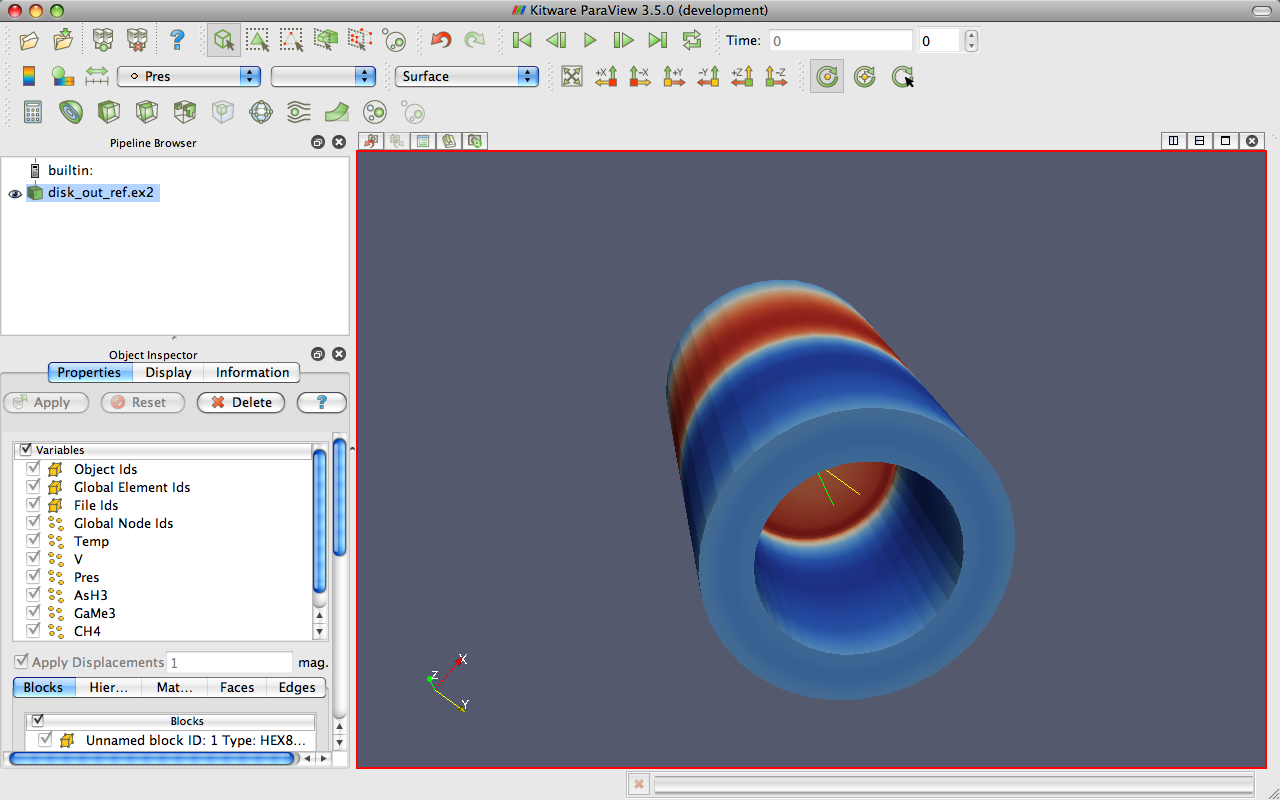 Kitware ParaView 3.5.0 (development)
? Time: 0 0
Pres Surface +X -X +Y -Y +Z -Z
Pipeline Browser
builtin:
disk_out_ref.ex2
Object Inspector
Properties Display Information
Apply Reset Delete ?
Variables
Object Ids
Global Element Ids
File Ids
Global Node Ids
Temp
V
Pres
AsH3
GaMe3
CH4
Apply Displacements 1 mag.
Blocks Hier... Mat... Faces Edges
Blocks
Unnamed block ID: 1 Type: HEX8...
X
Z
Y